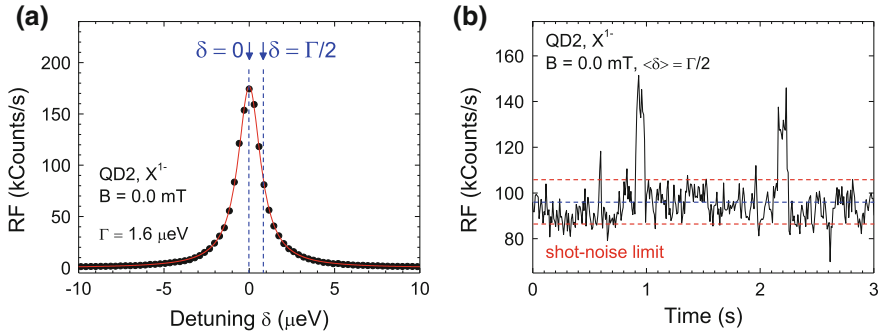 (a)
δ = 0
δ = Γ/2
QD2, X¹⁻
B = 0.0 mT
Γ = 1.6 μeV
RF (kCounts/s)
200
150
100
50
0
-10
-5
0
5
10
Detuning δ (μeV)
(b)
QD2, X¹⁻
B = 0.0 mT, <δ> = Γ/2
shot-noise limit
RF (kCounts/s)
160
140
120
100
80
0
1
2
3
Time (s)